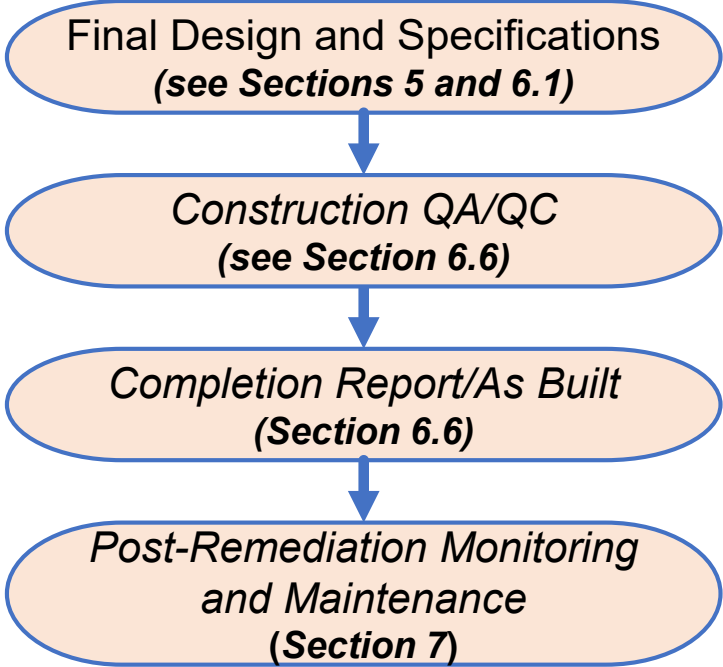 Final Design and Specifications
(see Sections 5 and 6.1)
Construction QA/QC
(see Section 6.6)
Completion Report/As Built
(Section 6.6)
Post-Remediation Monitoring
and Maintenance
(Section 7)